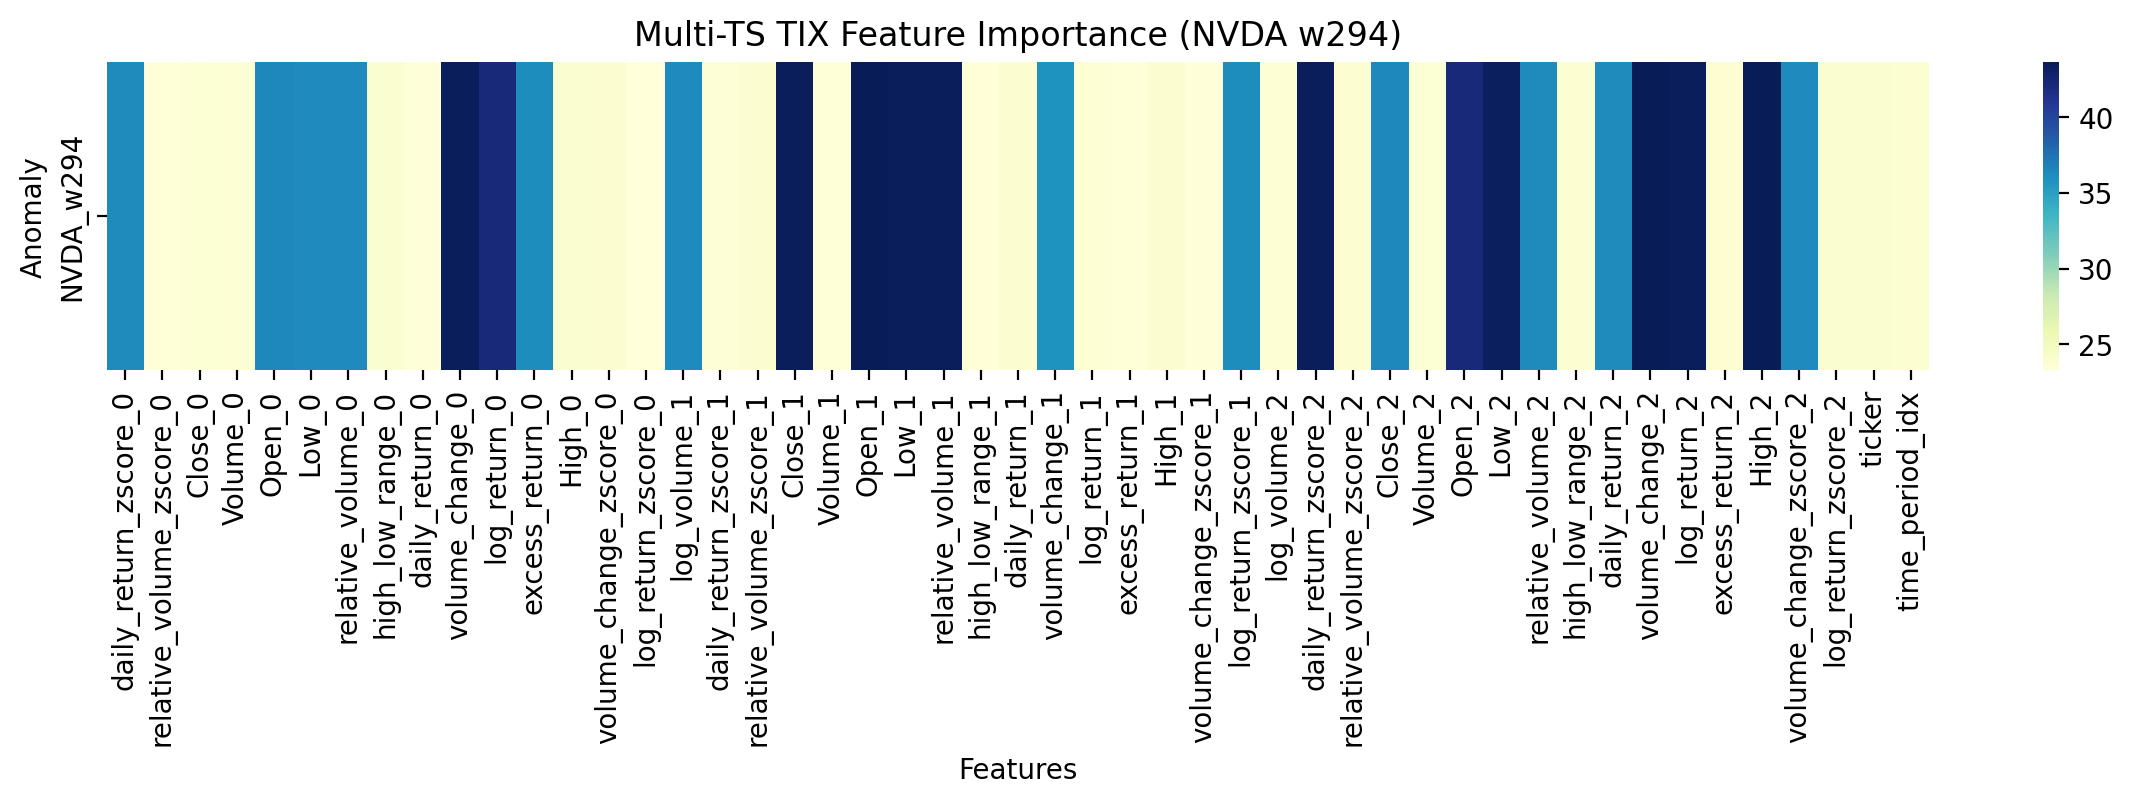 Multi-TS TIX Feature Importance (NVDA w294)
Anomaly
NVDA_w294
40
35
30
25
daily_return_zscore_0
relative_volume_zscore_0
Close_0
Volume_0
Open_0
Low_0
relative_volume_0
high_low_range_0
daily_return_0
volume_change_0
log_return_0
excess_return_0
High_0
volume_change_zscore_0
log_return_zscore_0
log_volume_1
daily_return_zscore_1
relative_volume_zscore_1
Close_1
Volume_1
Open_1
Low_1
relative_volume_1
high_low_range_1
daily_return_1
volume_change_1
log_return_1
excess_return_1
High_1
volume_change_zscore_1
log_return_zscore_1
log_volume_2
daily_return_zscore_2
relative_volume_zscore_2
Close_2
Volume_2
Open_2
Low_2
relative_volume_2
high_low_range_2
daily_return_2
volume_change_2
log_return_2
excess_return_2
High_2
volume_change_zscore_2
log_return_zscore_2
ticker
time_period_idx
Features